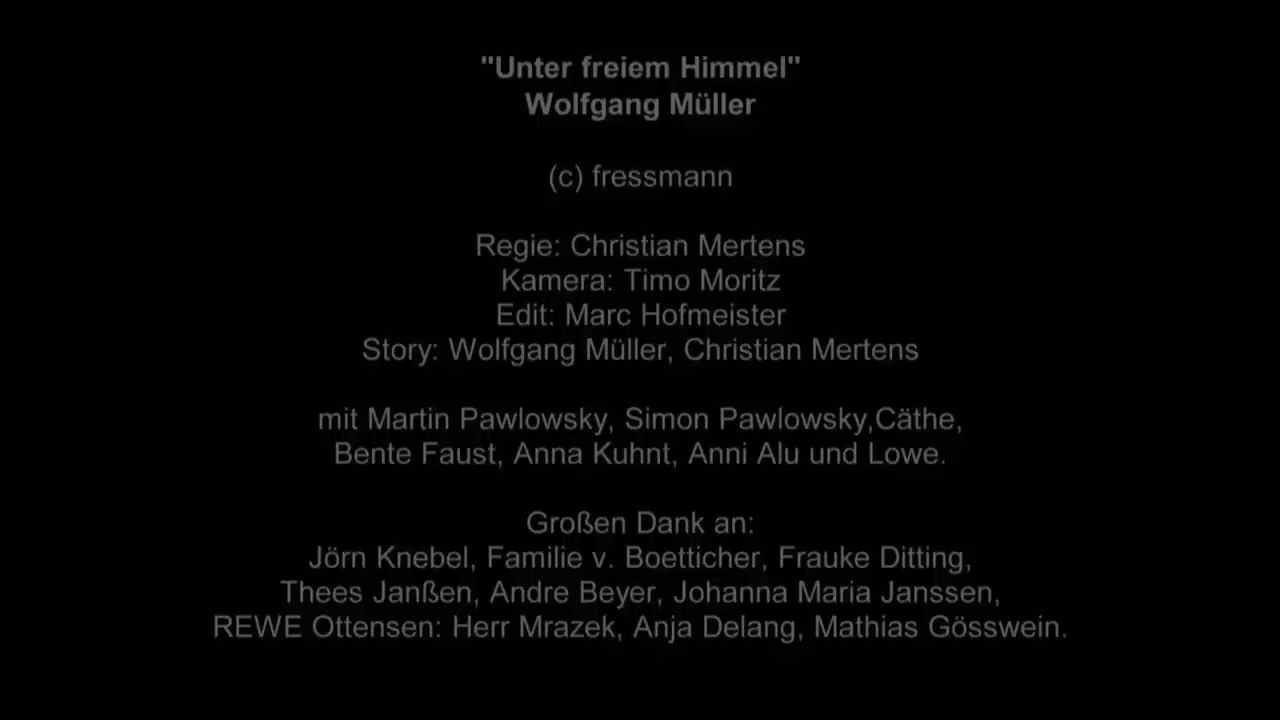 "Unter freiem Himmel"
Wolfgang Müller
(c) fressmann
Regie: Christian Mertens
Kamera: Timo Moritz
Edit: Marc Hofmeister
Story: Wolfgang Müller, Christian Mertens
mit Martin Pawlowsky, Simon Pawlowsky,Cäthe,
Bente Faust, Anna Kuhnt, Anni Alu und Lowe.
Großen Dank an:
Jörn Knebel, Familie v. Boetticher, Frauke Ditting,
Thees Janßen, Andre Beyer, Johanna Maria Janssen,
REWE Ottensen: Herr Mrazek, Anja Delang, Mathias Gösswein.